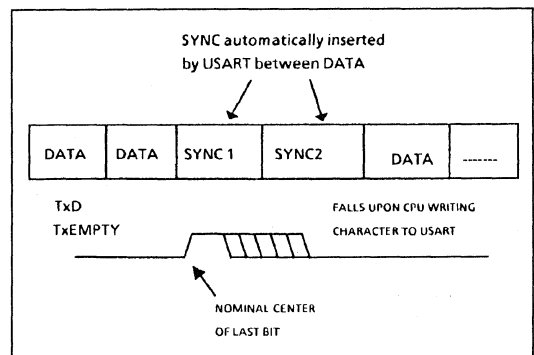 SYNC automatically inserted
by USART between DATA
DATA DATA SYNC 1 SYNC2 DATA -------
TxD
TxEMPTY
FALLS UPON CPU WRITING
CHARACTER TO USART
NOMINAL CENTER
OF LAST BIT